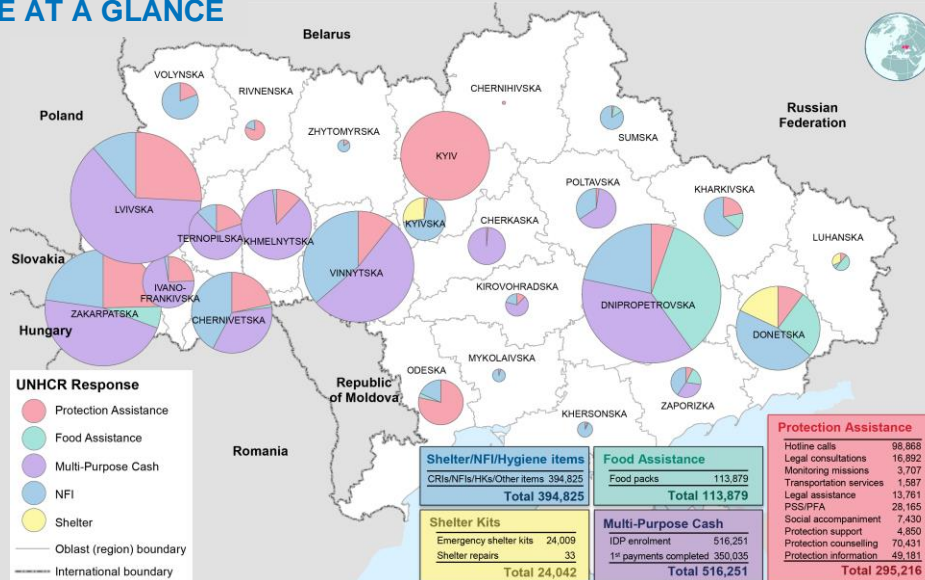 E AT A GLANCE
Belarus
Poland
Russian
Federation
Slovakia
Hungary
Republic
of Moldova
Romania
VOLYNSKA
RIVNENSKA
ZHYTOMYRSKA
CHERNIHIVSKA
SUMSKA
KYIV
LVIVSKA
TERNOPILSKA
KHMELNYTSKA
KYIVSKA
CHERKASKA
POLTAVSKA
KHARKIVSKA
LUHANSKA
IVANO-
FRANKIVSKA
ZAKARPATSKA
CHERNIVETSKA
VINNYTSKA
KIROVOHRADSKA
DNIPROPETROVSKA
DONETSKA
MYKOLAIVSKA
ODESKA
ZAPORIZKA
KHERSONSKA
UNHCR Response
Protection Assistance
Food Assistance
Multi-Purpose Cash
NFI
Shelter
Oblast (region) boundary
International boundary
Shelter/NFI/Hygiene items
CRIs/NFIs/HKs/Other items 394,825
Total 394,825
Food Assistance
Food packs 113,879
Total 113,879
Shelter Kits
Emergency shelter kits 24,009
Shelter repairs 33
Total 24,042
Multi-Purpose Cash
IDP enrolment 516,251
1st payments completed 350,035
Total 516,251
Protection Assistance
Hotline calls 98,868
Legal consultations 16,892
Monitoring missions 3,707
Transportation services 1,587
Legal assistance 13,761
PSS/PFA 28,165
Social accompaniment 7,430
Protection support 4,850
Protection counselling 70,431
Protection information 49,181
Total 295,216